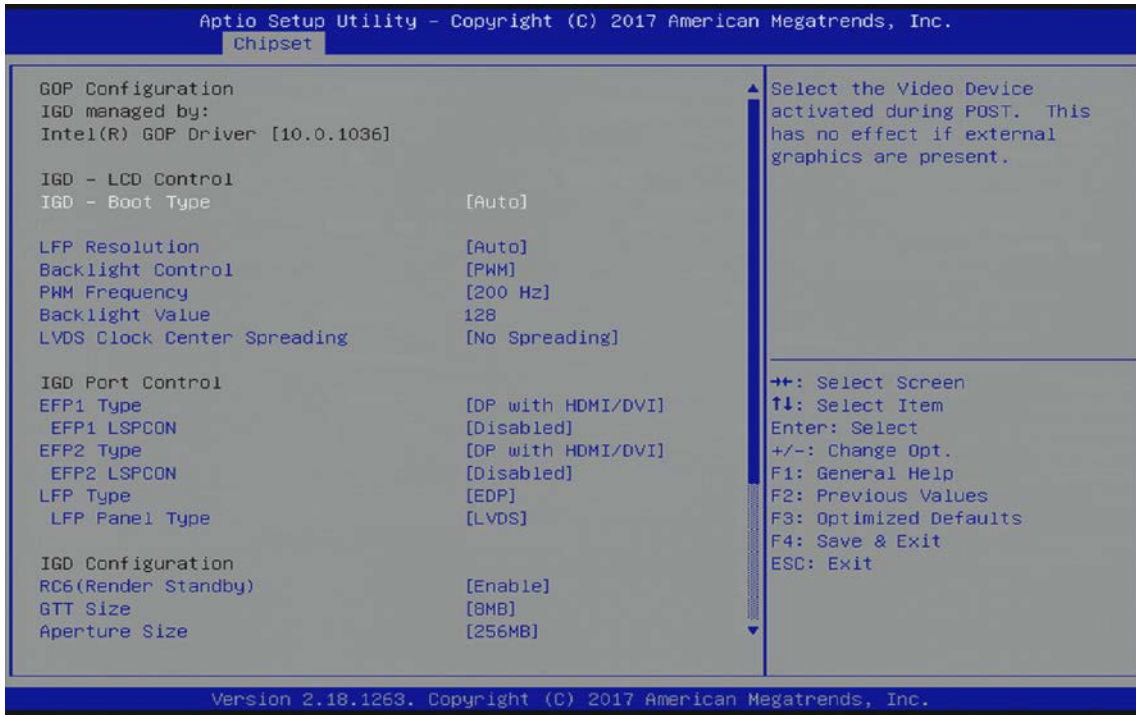 Aptio Setup Utility – Copyright (C) 2017 American Megatrends, Inc.
Chipset
GOP Configuration
IGD managed by:
Intel(R) GOP Driver [10.0.1036]
IGD – LCD Control
IGD – Boot Type [Auto]
LFP Resolution [Auto]
Backlight Control [PWM]
PWM Frequency [200 Hz]
Backlight Value 128
LVDS Clock Center Spreading [No Spreading]
IGD Port Control
EFP1 Type [DP with HDMI/DVI]
EFP1 LSPCON [Disabled]
EFP2 Type [DP with HDMI/DVI]
EFP2 LSPCON [Disabled]
LFP Type [EDP]
LFP Panel Type [LVDS]
IGD Configuration
RC6(Render Standby) [Enable]
GTT Size [8MB]
Aperture Size [256MB]
Select the Video Device
activated during POST. This
has no effect if external
graphics are present.
→←: Select Screen
↑↓: Select Item
Enter: Select
+/-: Change Opt.
F1: General Help
F2: Previous Values
F3: Optimized Defaults
F4: Save & Exit
ESC: Exit
Version 2.18.1263. Copyright (C) 2017 American Megatrends, Inc.